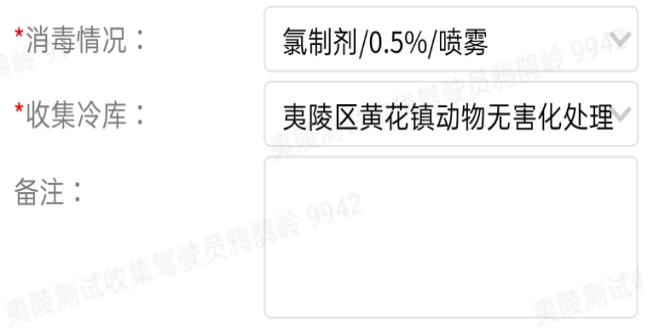 *消毒情况：
氯制剂/0.5%/喷雾
*收集冷库：
夷陵区黄花镇动物无害化处理
备注：
夷陵测试收集驾驶员鸦鹊岭 9942